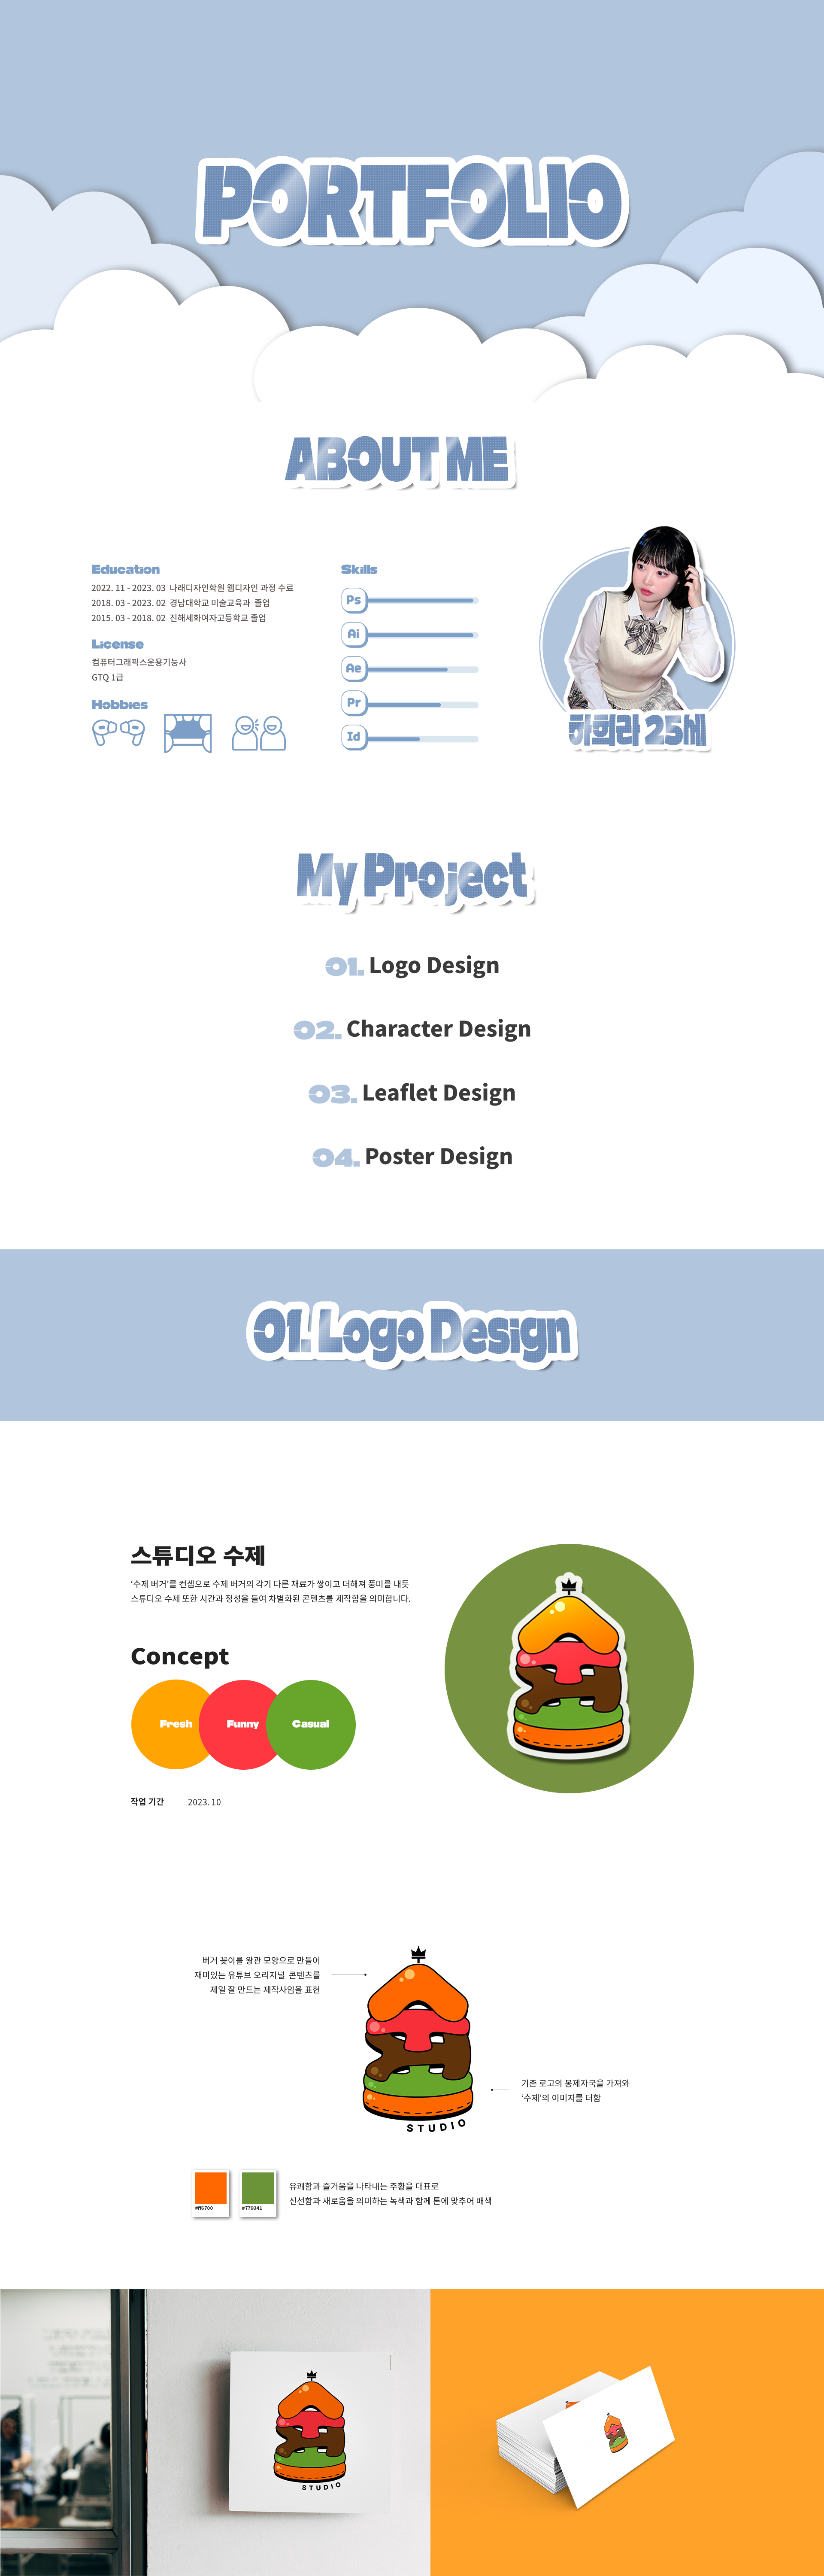 PORTFOLIO
ABOUT ME
Education
2022. 11 - 2023. 03 나래디자인학원 웹디자인 과정 수료
2018. 03 - 2023. 02 경남대학교 미술교육과 졸업
2015. 03 - 2018. 02 진해세화여자고등학교 졸업
License
컴퓨터그래픽스운용기능사
GTQ 1급
Hobbies
Skills
Ps
Ai
Ae
Pr
Id
하희라 25세
My Project
01. Logo Design
02. Character Design
03. Leaflet Design
04. Poster Design
01. Logo Design
스튜디오 수제
‘수제 버거’를 컨셉으로 수제 버거의 각기 다른 재료가 쌓이고 더해져 풍미를 내듯
스튜디오 수제 또한 시간과 정성을 들여 차별화된 콘텐츠를 제작함을 의미합니다.
Concept
Fresh
Funny
Casual
작업 기간 2023. 10
버거 꽂이를 왕관 모양으로 만들어
재미있는 유튜브 오리지널 콘텐츠를
제일 잘 만드는 제작사임을 표현
STUDIO
기존 로고의 봉제자국을 가져와
‘수제’의 이미지를 더함
#ff6700
#779341
유쾌함과 즐거움을 나타내는 주황을 대표로
신선함과 새로움을 의미하는 녹색과 함께 톤에 맞추어 배색
STUDIO